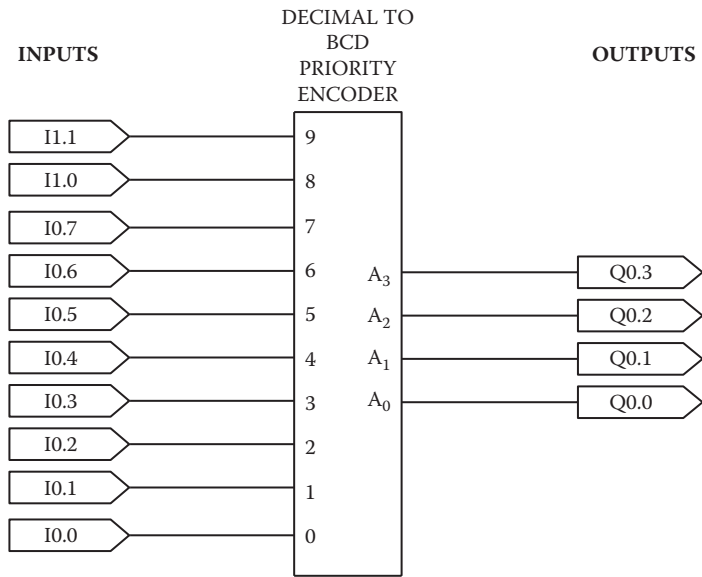 DECIMAL TO
BCD
PRIORITY
ENCODER
INPUTS
OUTPUTS
I1.1
9
I1.0
8
I0.7
7
I0.6
6
A3
Q0.3
I0.5
5
A2
Q0.2
I0.4
4
A1
Q0.1
I0.3
3
A0
Q0.0
I0.2
2
I0.1
1
I0.0
0